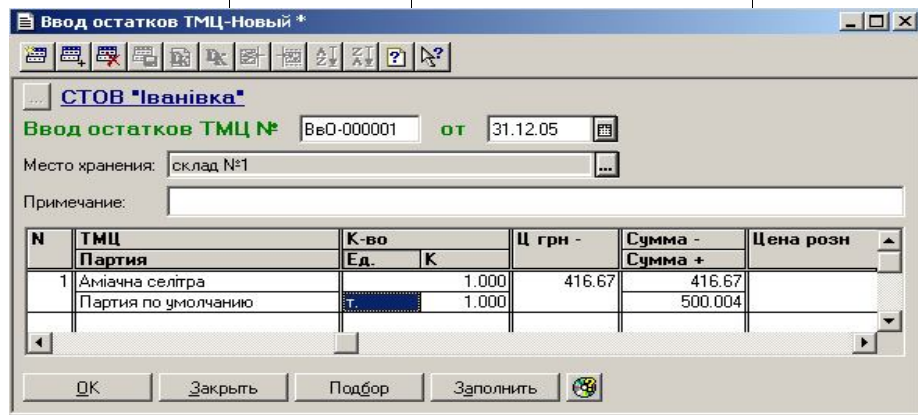 Ввод остатков ТМЦ-Новый *
... СТОВ "Іванівка"
Ввод остатков ТМЦ № ВвО-000001 от 31.12.05
Место хранения: склад №1 ...
Примечание:
N ТМЦ К-во Ц грн - Сумма - Цена розн
Партия Ед. К Сумма +
1 Аміачна селітра 1.000 416.67 416.67
Партия по умолчанию т. 1.000 500.004
OK Закрыть Подбор Заполнить